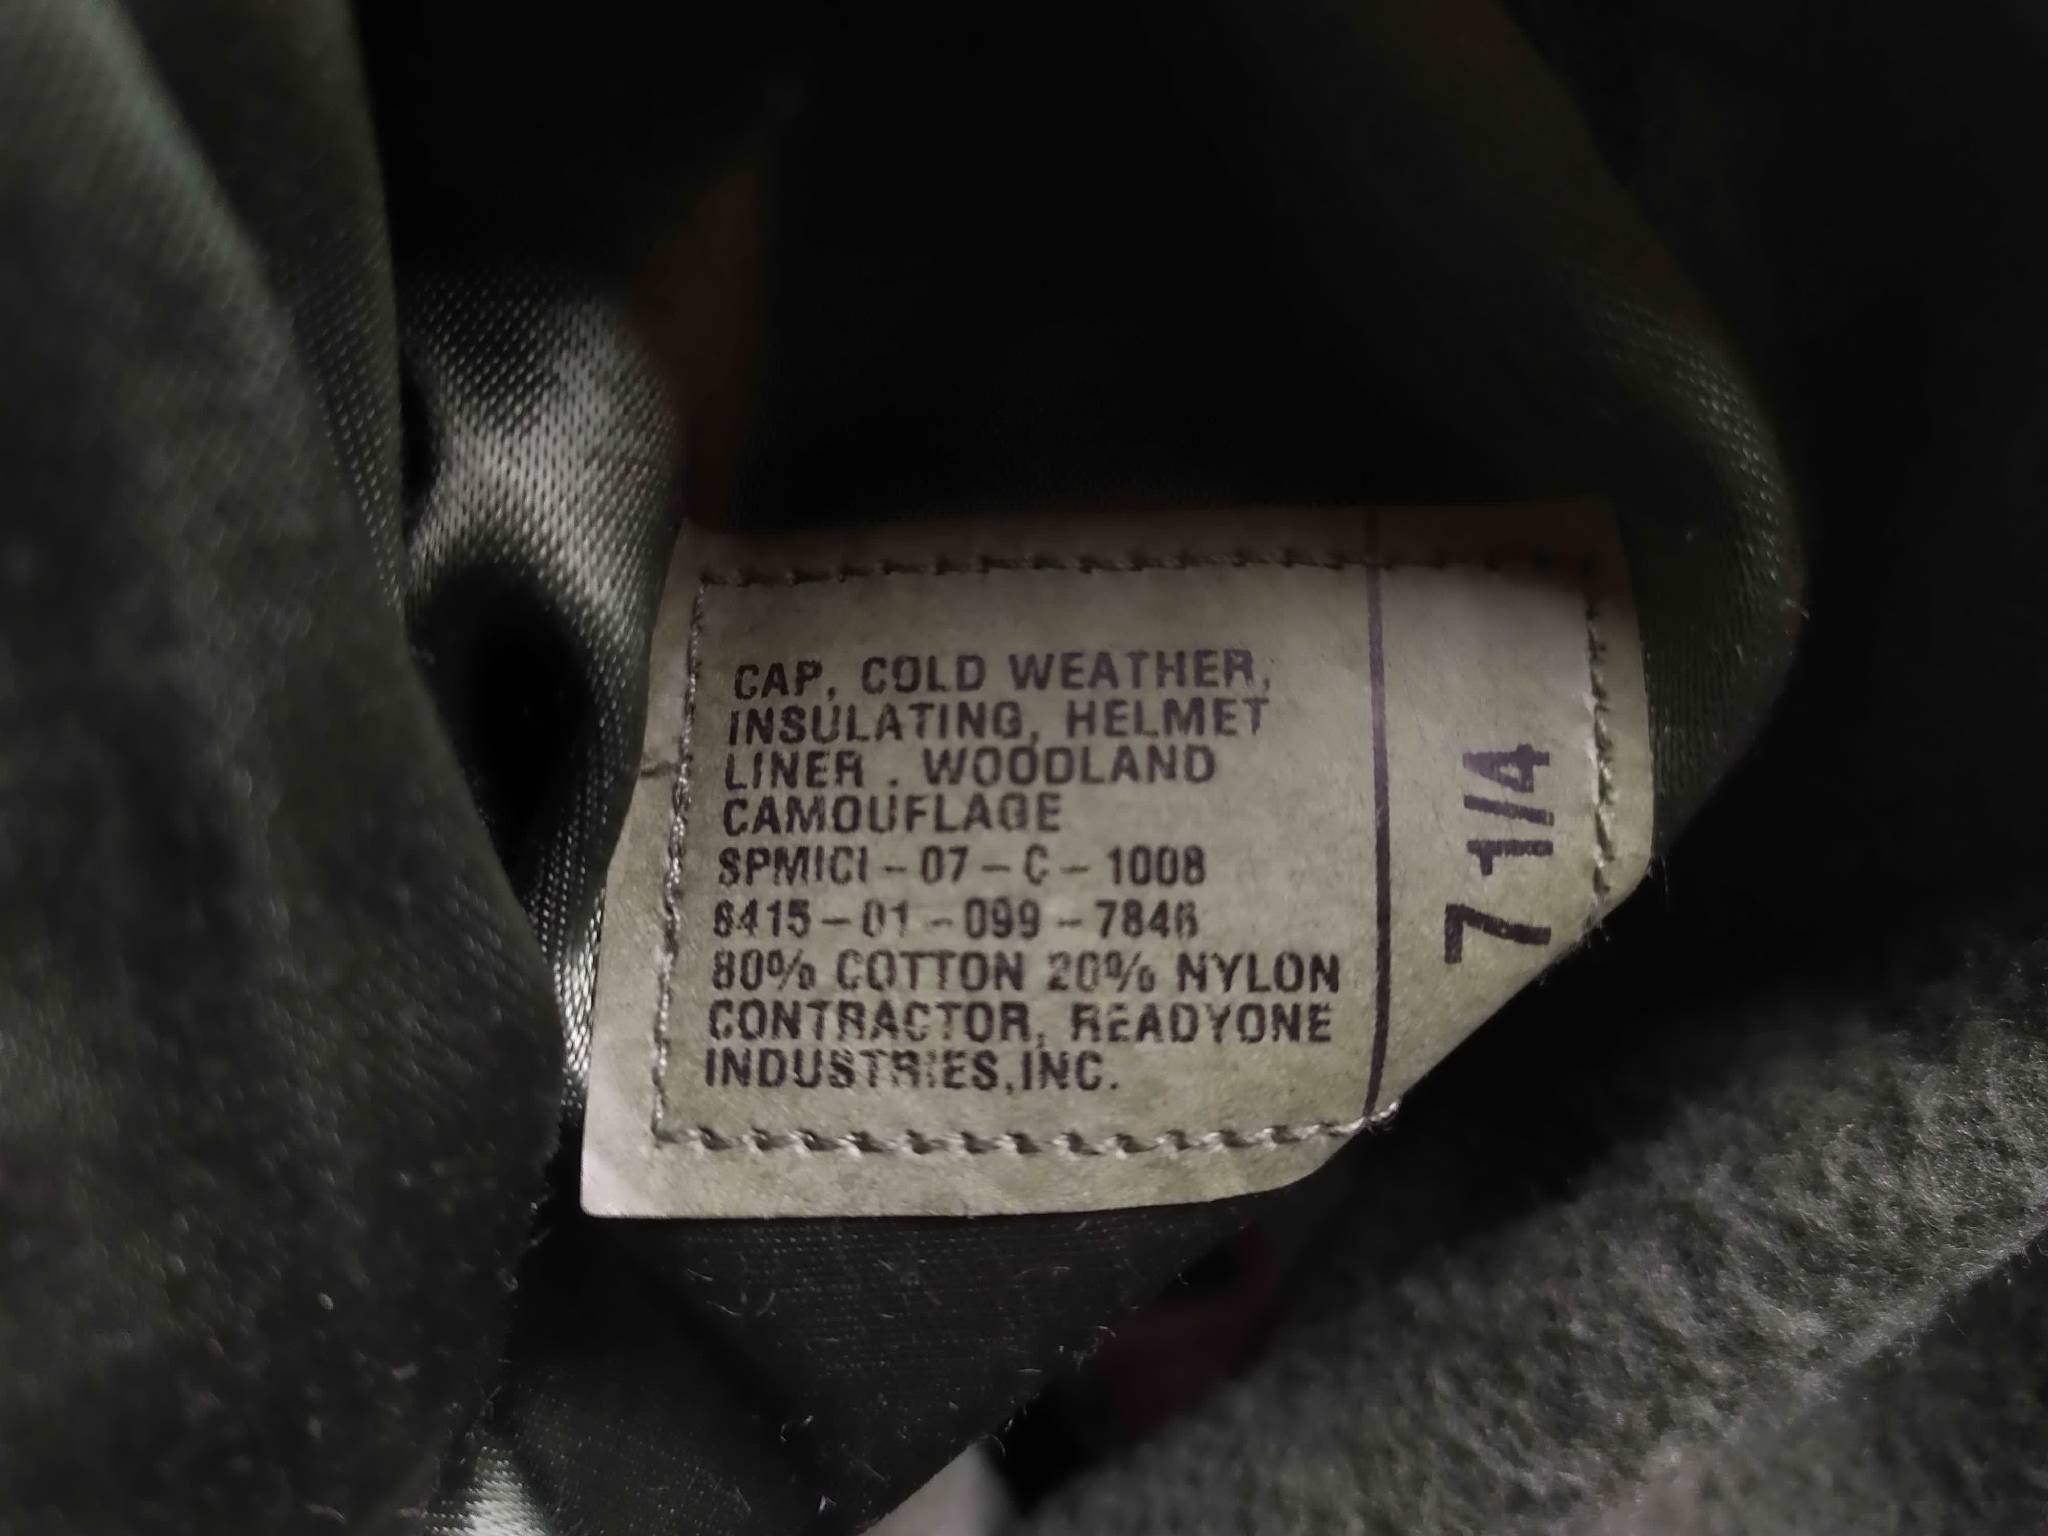 CAP, COLD WEATHER,
INSULATING, HELMET
LINER . WOODLAND
CAMOUFLAGE
SPMICI-07-C-1008
8415-01-099-7846
80% COTTON 20% NYLON
CONTRACTOR, READYONE
INDUSTRIES,INC.
7 1/4